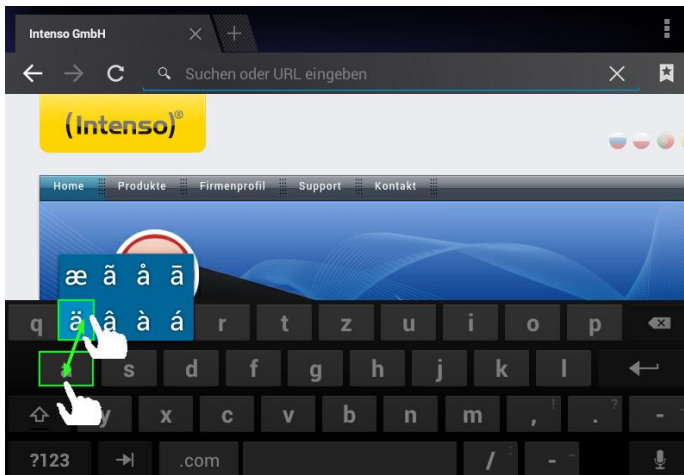 Intenso GmbH
Suchen oder URL eingeben
(Intenso)®
Home Produkte Firmenprofil Support Kontakt
æ ã å ā
ä â à á
q r t z u i o p
a s d f g h j k l
y x c v b n m , ! . ? -
?123 .com / : - _